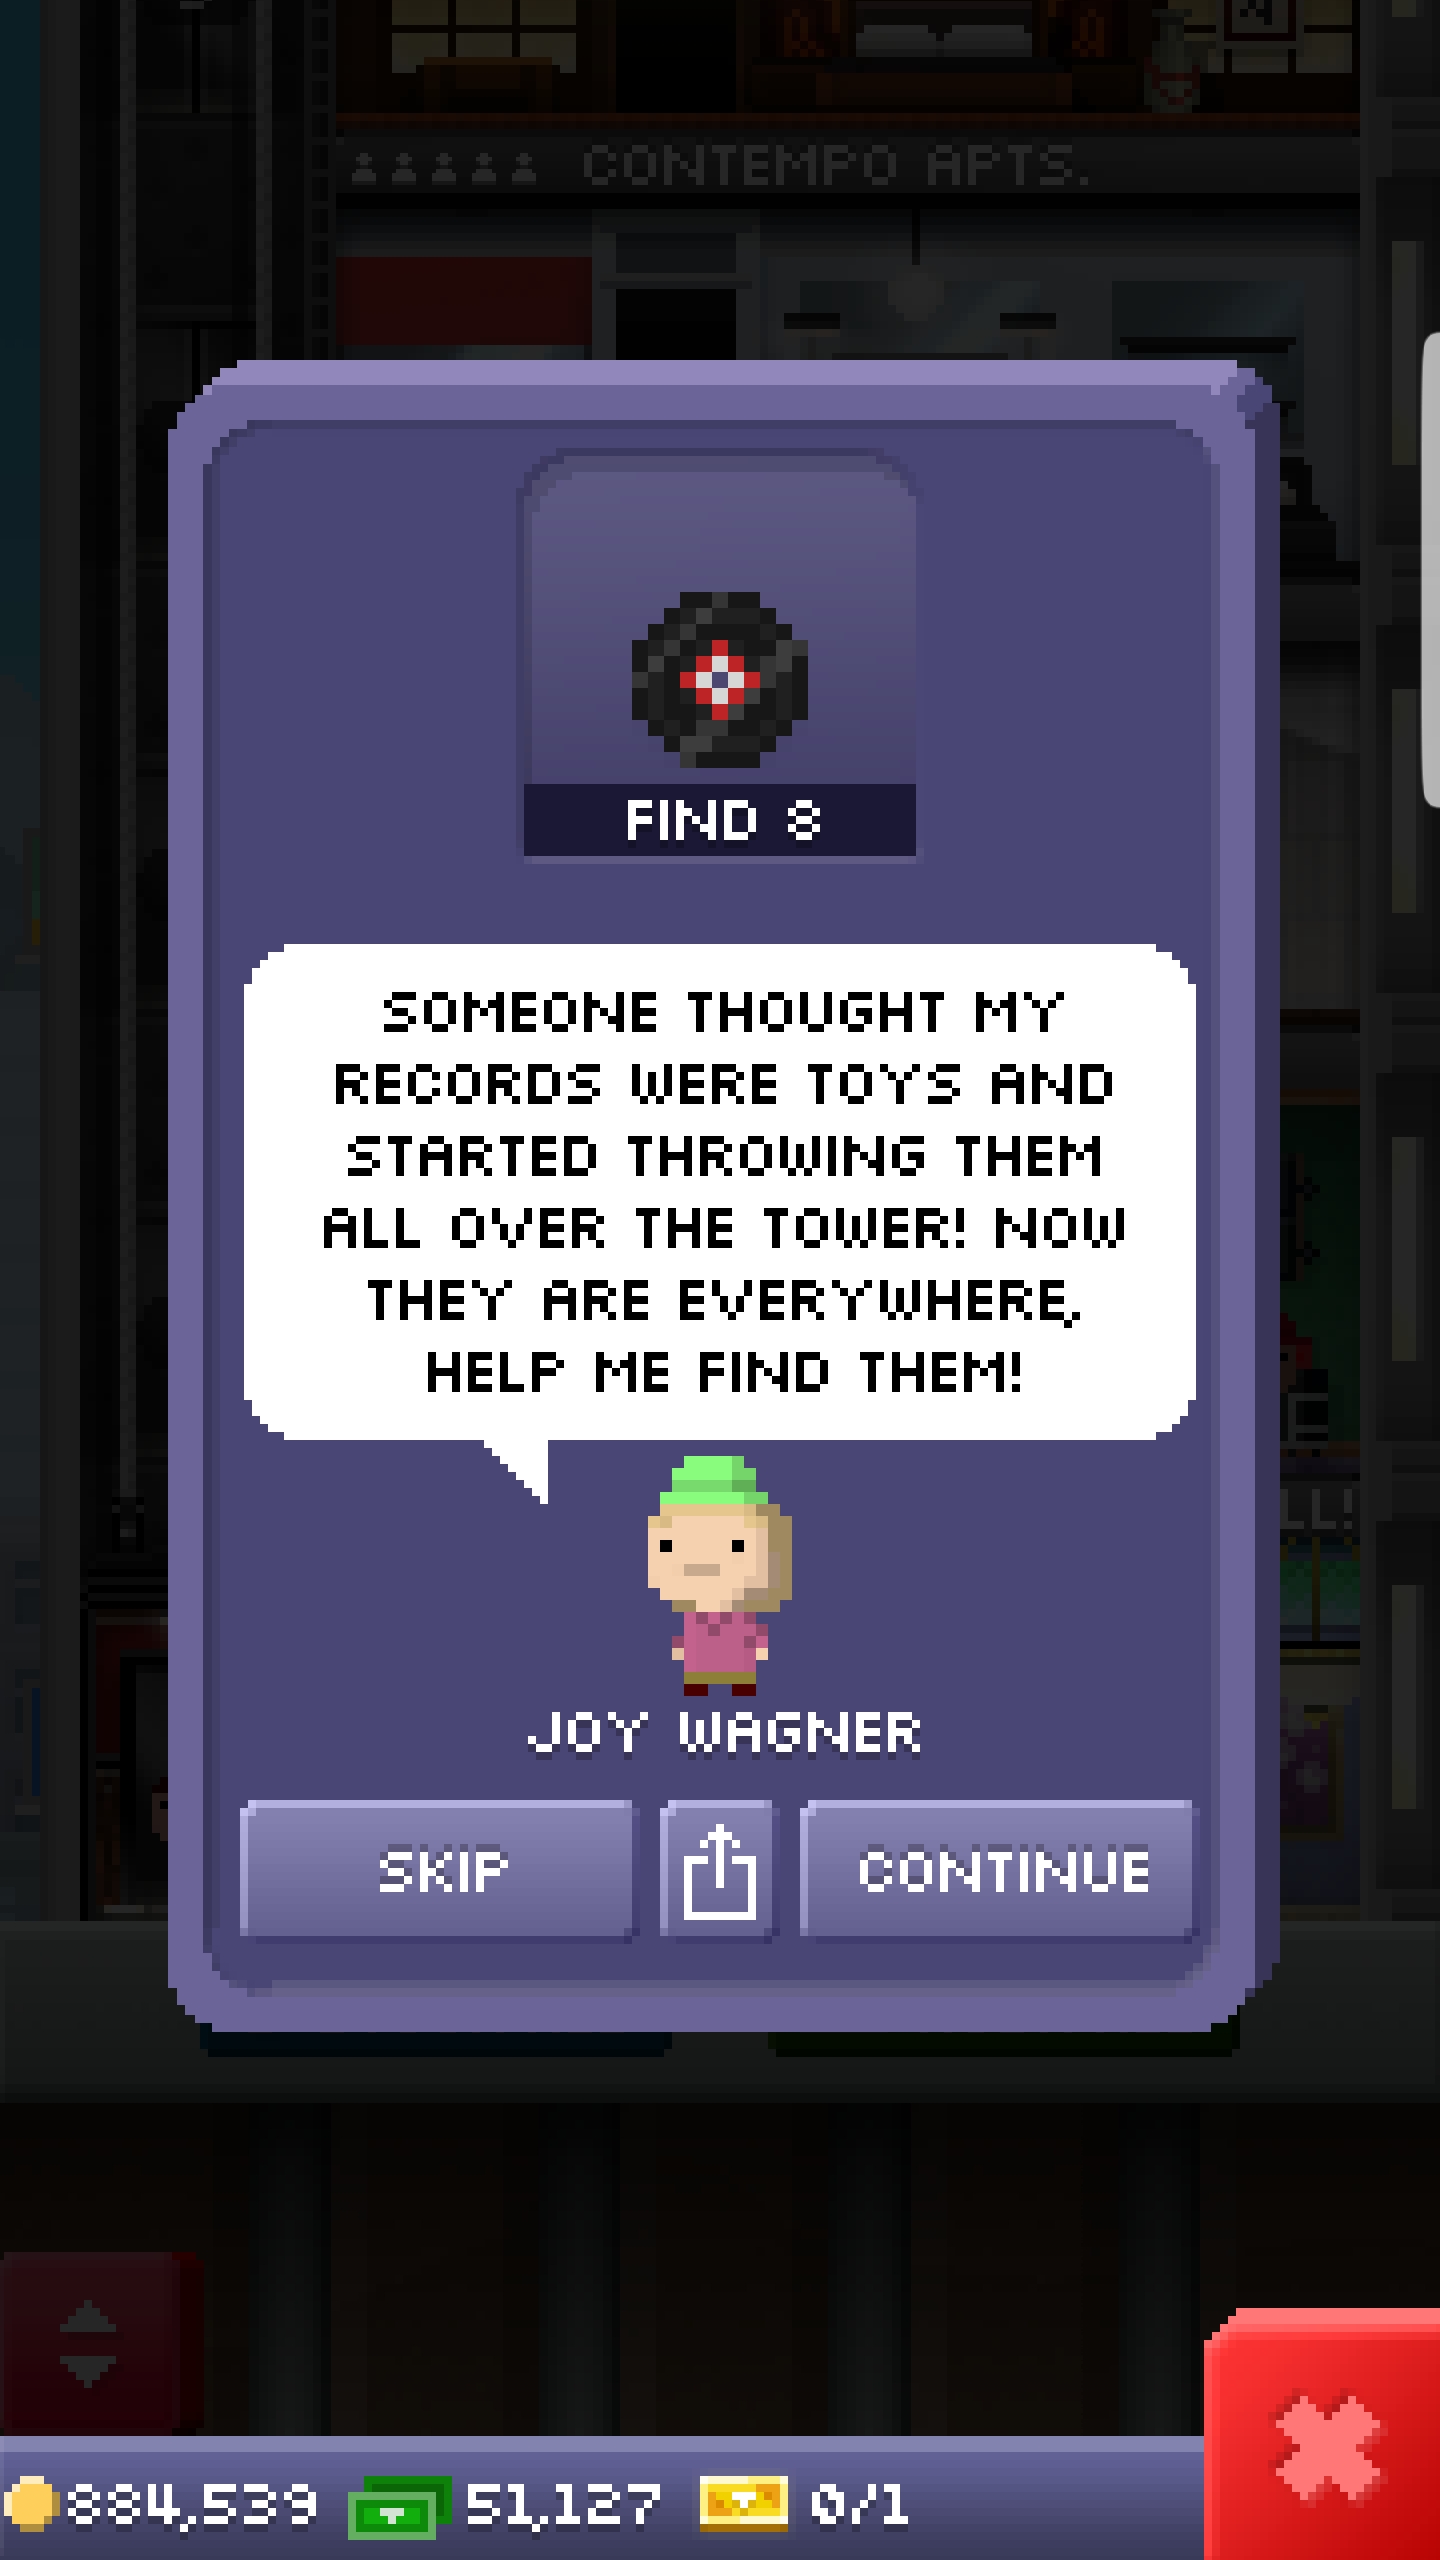 CONTEMPO APTS.
FIND 8
SOMEONE THOUGHT MY
RECORDS WERE TOYS AND
STARTED THROWING THEM
ALL OVER THE TOWER! NOW
THEY ARE EVERYWHERE,
HELP ME FIND THEM!
LL!
JOY WAGNER
SKIP
CONTINUE
884,539 51,127 0/1